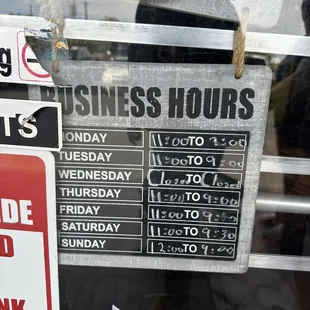 g
BUSINESS HOURS
TS
MONDAY 11:00 TO 9:00
TUESDAY 11:00 TO 9:00
WEDNESDAY Closed TO Closed
THURSDAY 11:00 TO 9:00
FRIDAY 11:00 TO
SATURDAY 11:00 TO 9:30
SUNDAY 12:00 TO 9:00
DE
D
NK